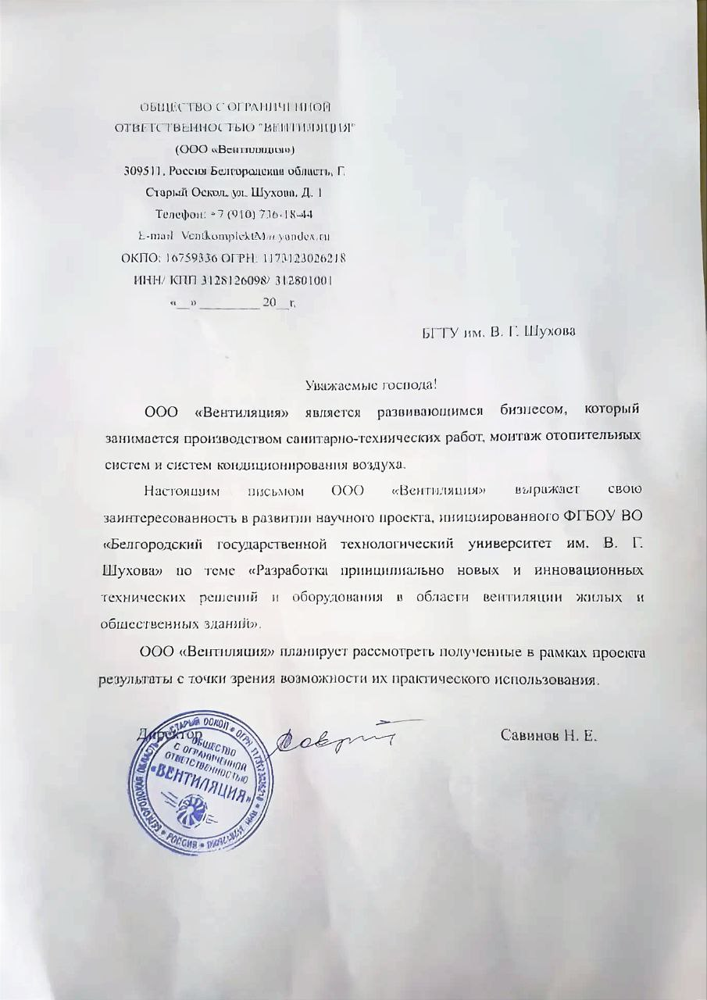 ОБЩЕСТВО С ОГРАНИЧЕННОЙ
ОТВЕТСТВЕННОСТЬЮ "ВЕНТИЛЯЦИЯ"
(ООО «Вентиляция»)
309511, Россия Белгородская область, Г.
Старый Оскол, ул. Шухова, Д. 1
Телефон: +7 (910) 736-18-44
E-mail VentkomplektM@yandex.ru
ОКПО: 16759336 ОГРН: 1173123026218
ИНН/ КПП 3128126098/ 312801001
«__» __________ 20__г.
БГТУ им. В. Г. Шухова
Уважаемые господа!
ООО «Вентиляция» является развивающимся бизнесом, который
занимается производством санитарно-технических работ, монтаж отопительных
систем и систем кондиционирования воздуха.
Настоящим письмом ООО «Вентиляция» выражает свою
заинтересованность в развитии научного проекта, инициированного ФГБОУ ВО
«Белгородский государственной технологический университет им. В. Г.
Шухова» по теме «Разработка принципиально новых и инновационных
технических решений и оборудования в области вентиляции жилых и
общественных зданий».
ООО «Вентиляция» планирует рассмотреть полученные в рамках проекта
результаты с точки зрения возможности их практического использования.
Директор
Савинов Н. Е.
БЕЛГОРОДСКАЯ ОБЛАСТЬ СТАРЫЙ ОСКОЛ • ОГРН 1173123026218 • ИНН
• РОССИЯ •
ОБЩЕСТВО
С ОГРАНИЧЕННОЙ
ОТВЕТСТВЕННОСТЬЮ
«ВЕНТИЛЯЦИЯ»